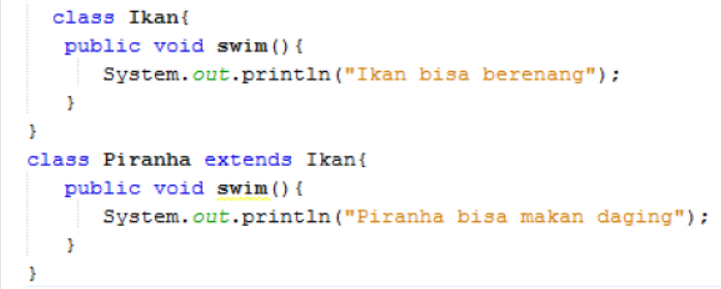 class Ikan{
public void swim(){
System.out.println("Ikan bisa berenang");
}
}
class Piranha extends Ikan{
public void swim(){
System.out.println("Piranha bisa makan daging");
}
}